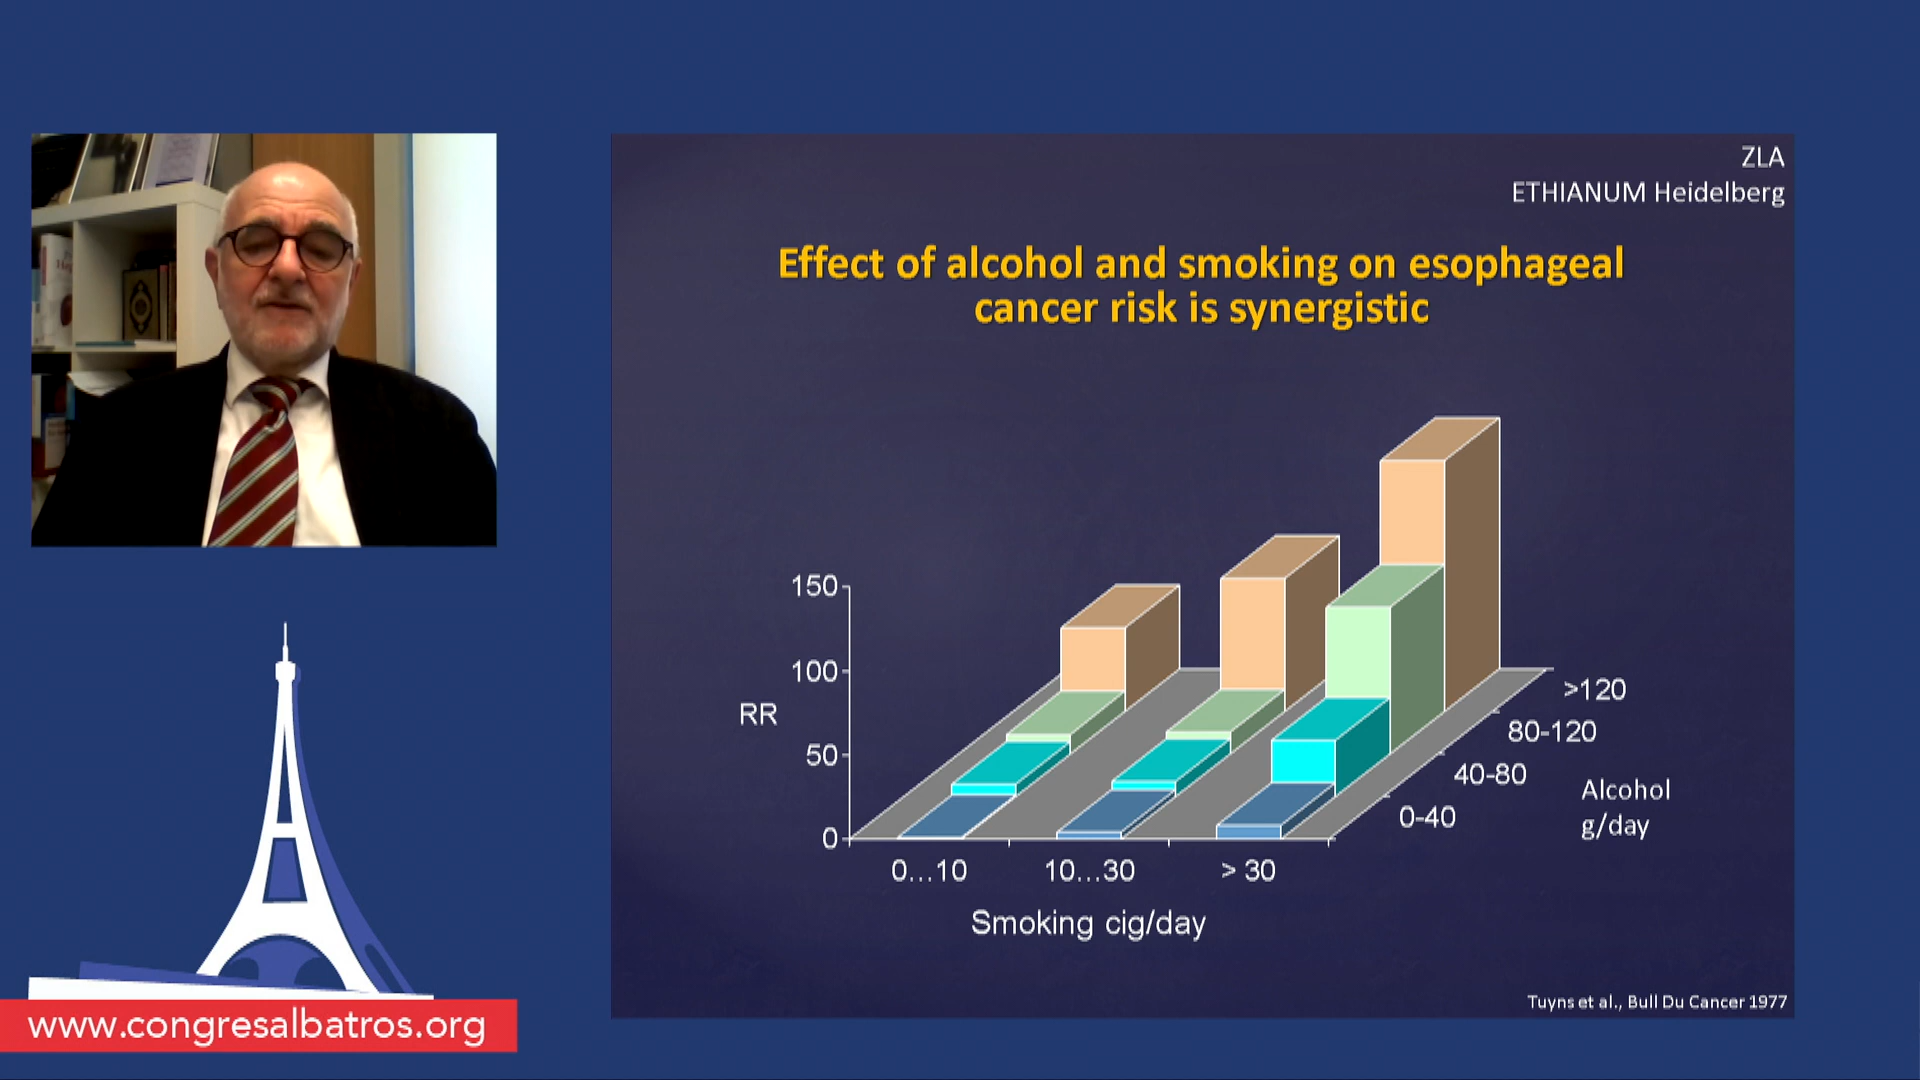 ZLA
ETHIANUM Heidelberg
Effect of alcohol and smoking on esophageal
cancer risk is synergistic
150
100
50
0
RR
0...10
10...30
> 30
Smoking cig/day
>120
80-120
40-80
0-40
Alcohol
g/day
Tuyns et al., Bull Du Cancer 1977
www.congresalbatros.org